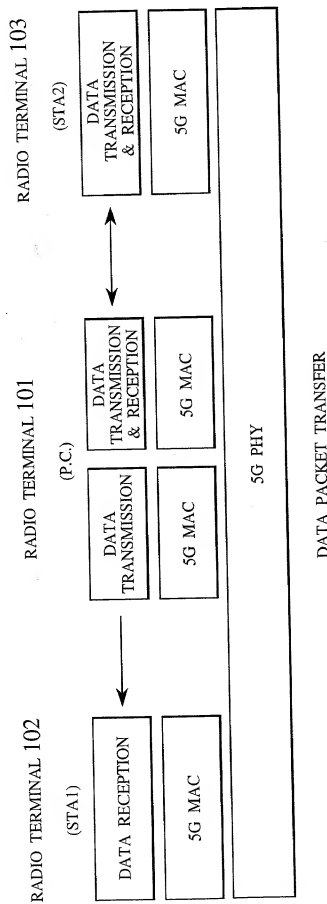 RADIO TERMINAL 102
(STA1)
DATA RECEPTION
5G MAC
RADIO TERMINAL 101
(P.C.)
DATA
TRANSMISSION
5G MAC
DATA
TRANSMISSION
& RECEPTION
5G MAC
RADIO TERMINAL 103
(STA2)
DATA
TRANSMISSION
& RECEPTION
5G MAC
5G PHY
DATA PACKET TRANSFER